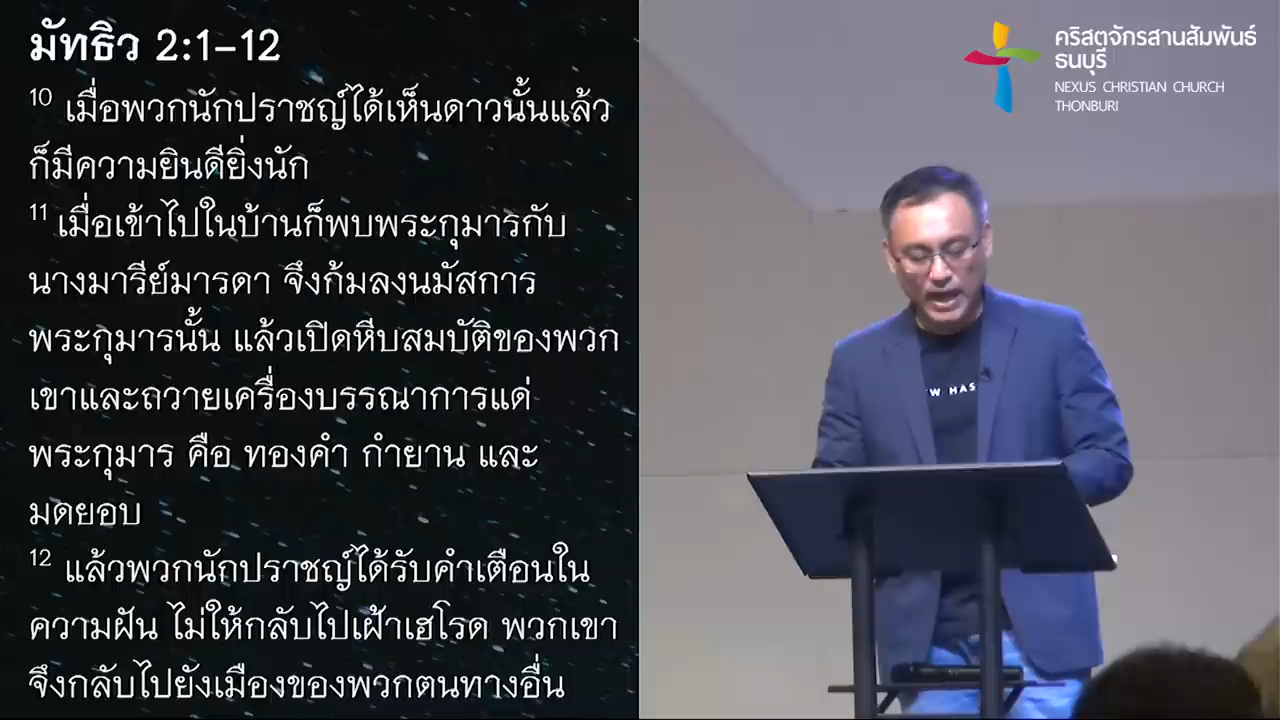 มัทธิว 2:1-12
10 เมื่อพวกนักปราชญ์ได้เห็นดาวนั้นแล้ว
ก็มีความยินดียิ่งนัก
11 เมื่อเข้าไปในบ้านก็พบพระกุมารกับ
นางมารีย์มารดา จึงก้มลงนมัสการ
พระกุมารนั้น แล้วเปิดหีบสมบัติของพวก
เขาและถวายเครื่องบรรณาการแด่
พระกุมาร คือ ทองคำ กำยาน และ
มดยอบ
12 แล้วพวกนักปราชญ์ได้รับคำเตือนใน
ความฝัน ไม่ให้กลับไปเฝ้าเฮโรด พวกเขา
จึงกลับไปยังเมืองของพวกตนทางอื่น
คริสตจักรสานสัมพันธ์
ธนบุรี
NEXUS CHRISTIAN CHURCH
THONBURI
W HAS